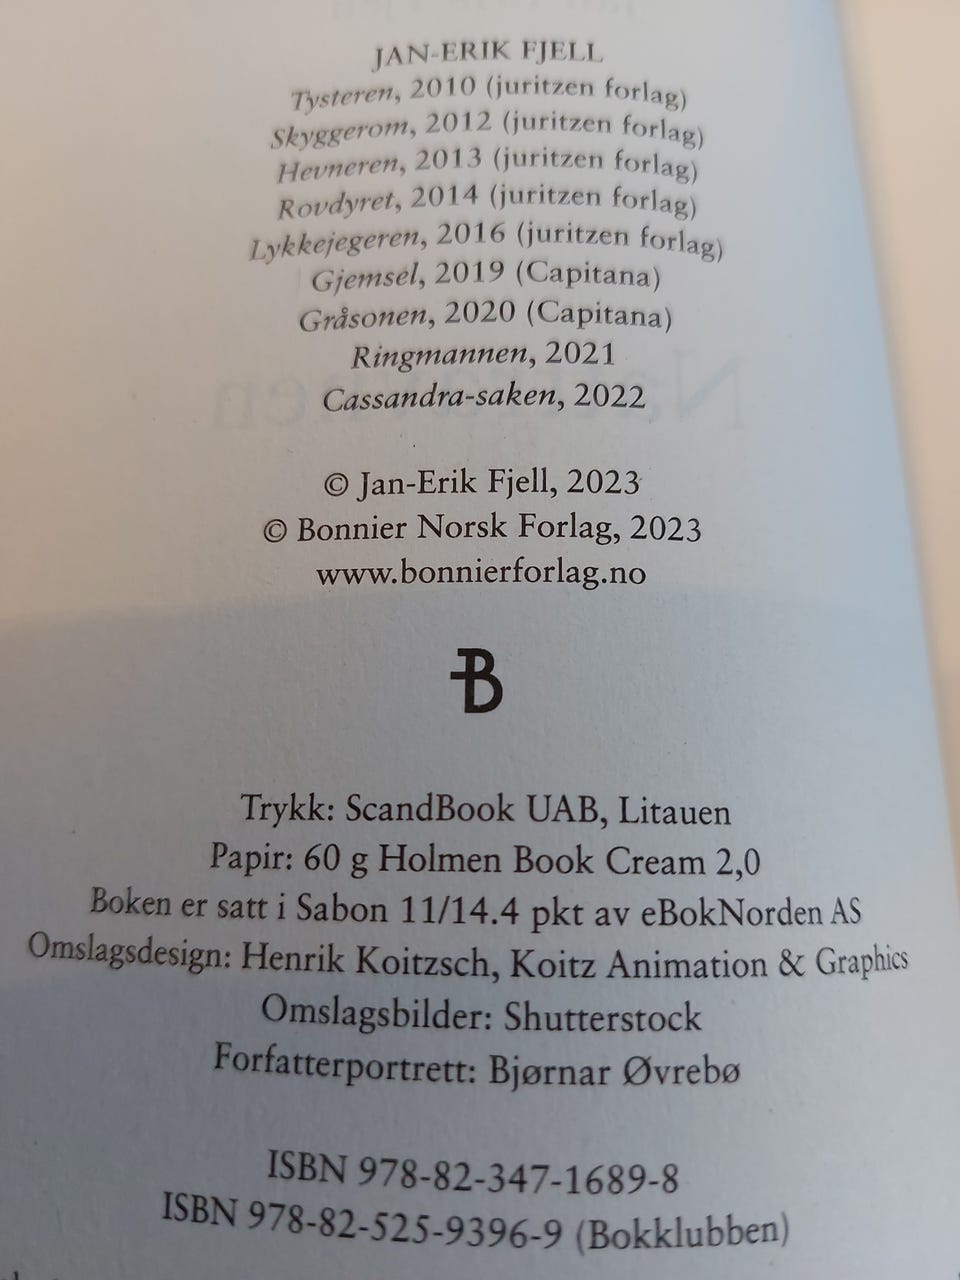 JAN-ERIK FJELL
Tysteren, 2010 (juritzen forlag)
Skyggerom, 2012 (juritzen forlag)
Hevneren, 2013 (juritzen forlag)
Rovdyret, 2014 (juritzen forlag)
Lykkejegeren, 2016 (juritzen forlag)
Gjemsel, 2019 (Capitana)
Gråsonen, 2020 (Capitana)
Ringmannen, 2021
Cassandra-saken, 2022
© Jan-Erik Fjell, 2023
© Bonnier Norsk Forlag, 2023
www.bonnierforlag.no
B
Trykk: ScandBook UAB, Litauen
Papir: 60 g Holmen Book Cream 2,0
Boken er satt i Sabon 11/14.4 pkt av eBokNorden AS
Omslagsdesign: Henrik Koitzsch, Koitz Animation & Graphics
Omslagsbilder: Shutterstock
Forfatterportrett: Bjørnar Øvrebø
ISBN 978-82-347-1689-8
ISBN 978-82-525-9396-9 (Bokklubben)